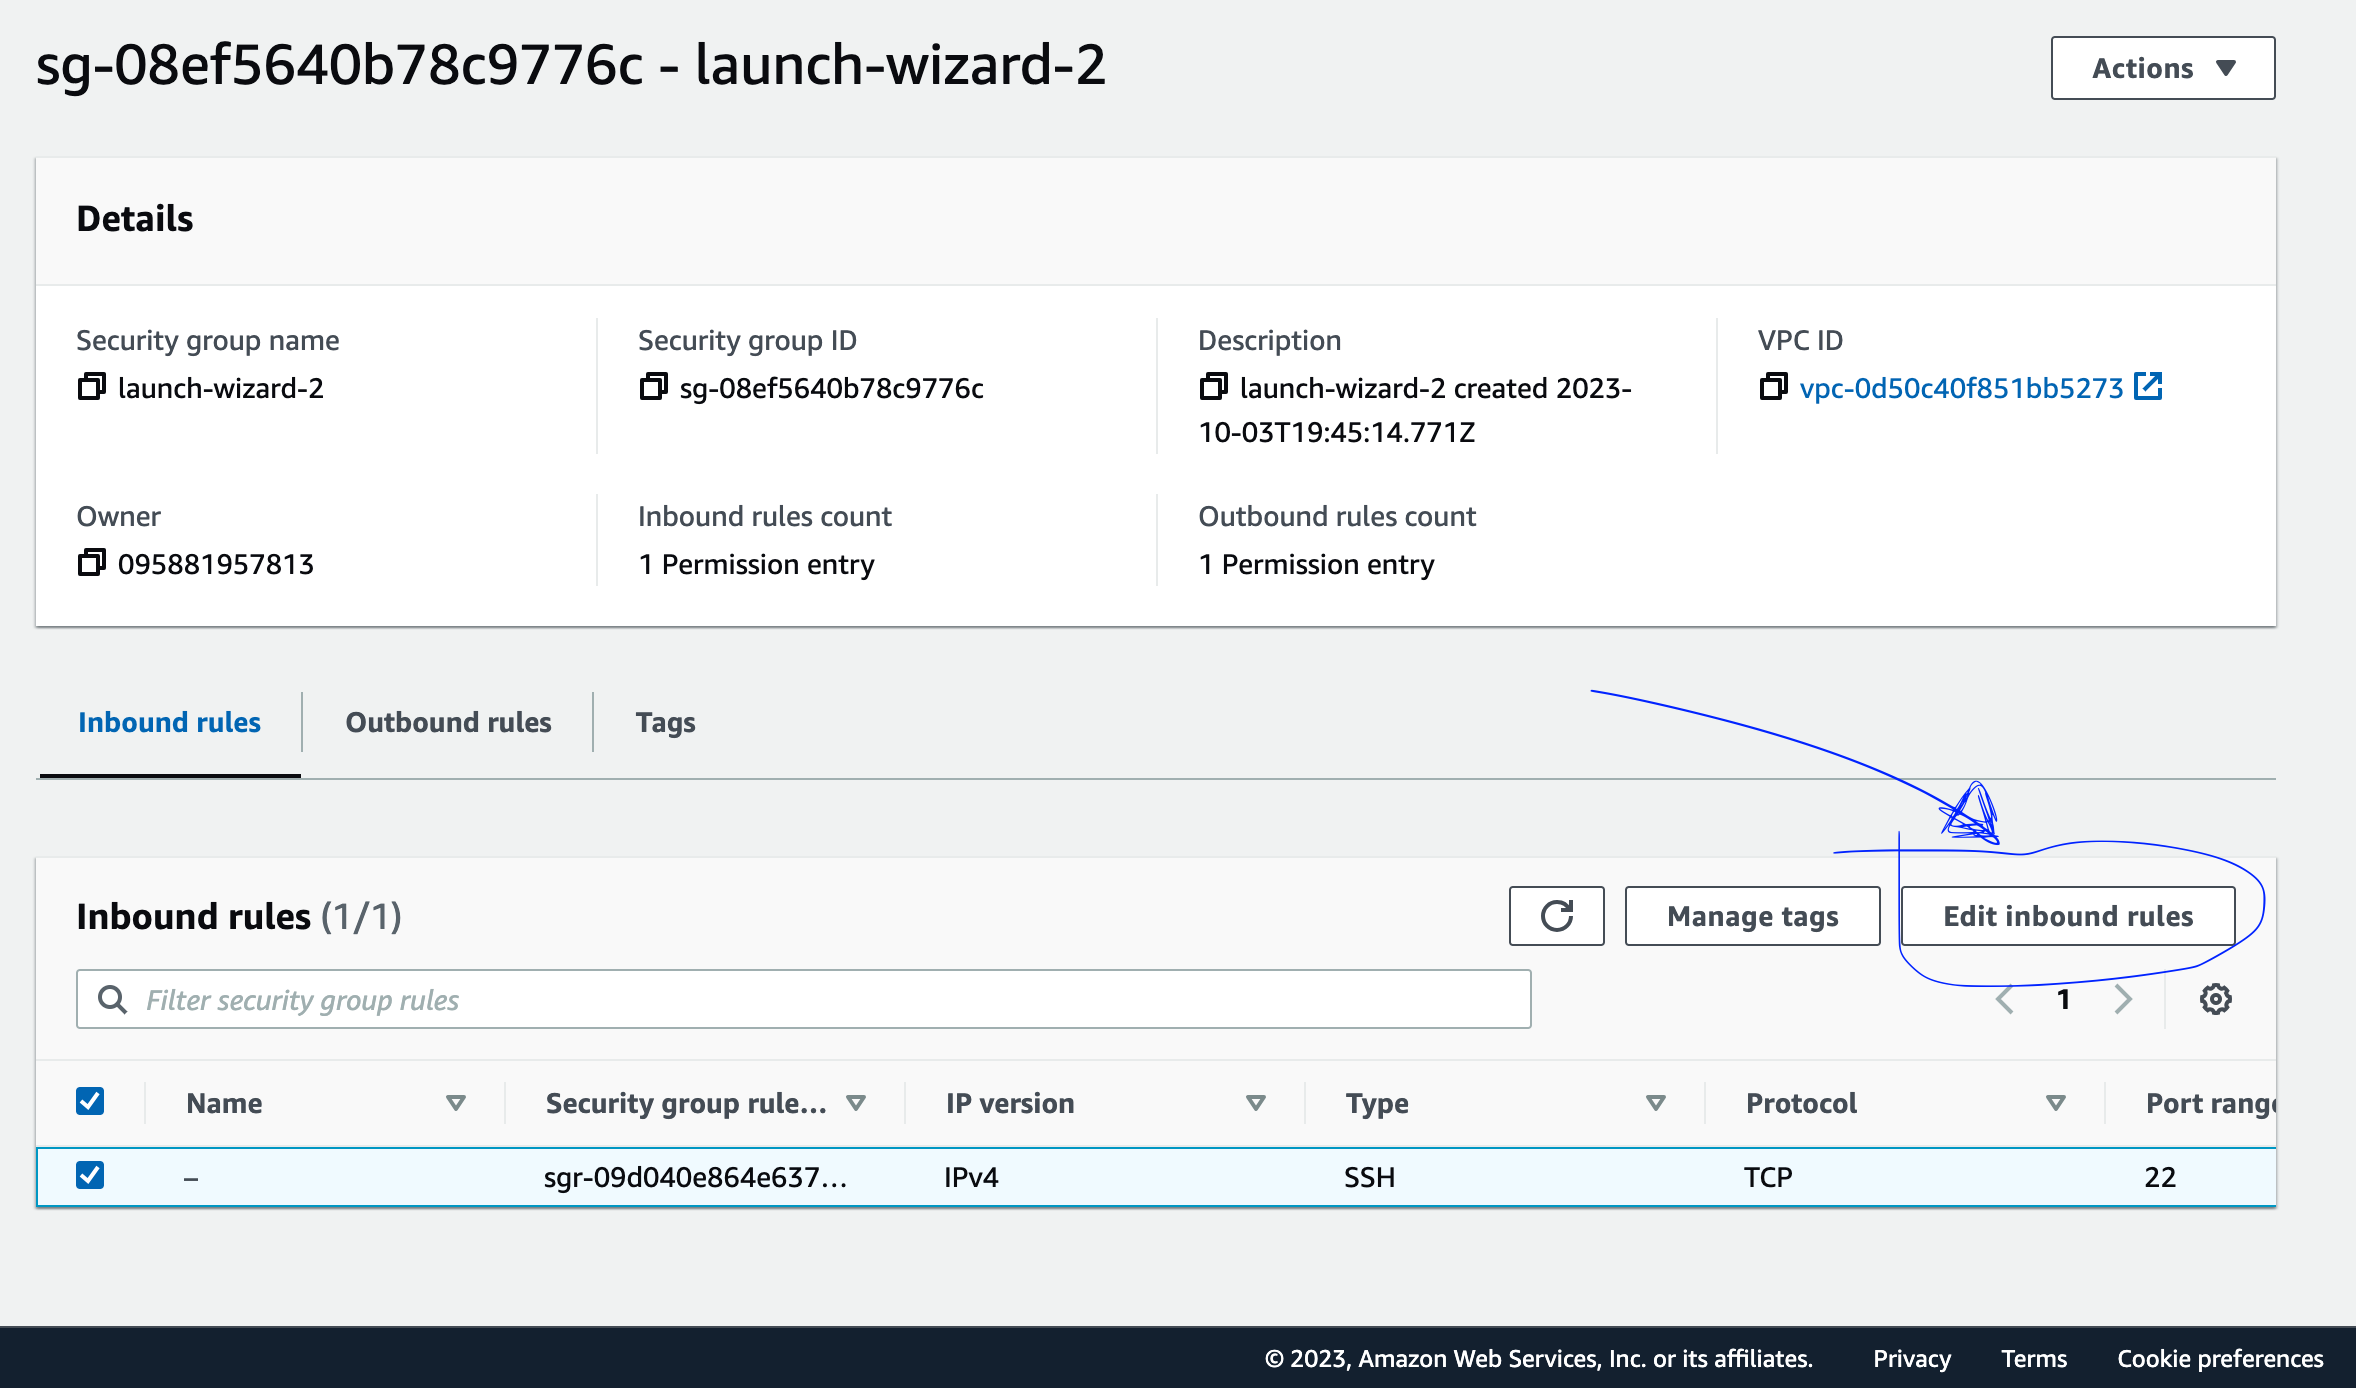 sg-08ef5640b78c9776c - launch-wizard-2
Actions
Details
Security group name
launch-wizard-2
Security group ID
sg-08ef5640b78c9776c
Description
launch-wizard-2 created 2023-
10-03T19:45:14.771Z
VPC ID
vpc-0d50c40f851bb5273
Owner
095881957813
Inbound rules count
1 Permission entry
Outbound rules count
1 Permission entry
Inbound rules
Outbound rules
Tags
Inbound rules (1/1)
Manage tags
Edit inbound rules
Filter security group rules
1
Name
Security group rule...
IP version
Type
Protocol
Port range
–
sgr-09d040e864e637...
IPv4
SSH
TCP
22
© 2023, Amazon Web Services, Inc. or its affiliates.
Privacy
Terms
Cookie preferences